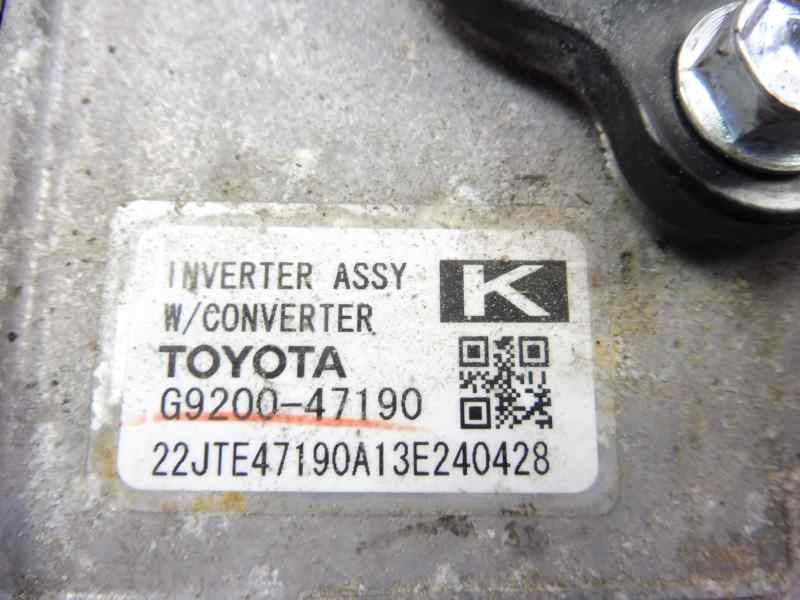 INVERTER ASSY
W/CONVERTER
K
TOYOTA
G9200-47190
22JTE47190A13E240428